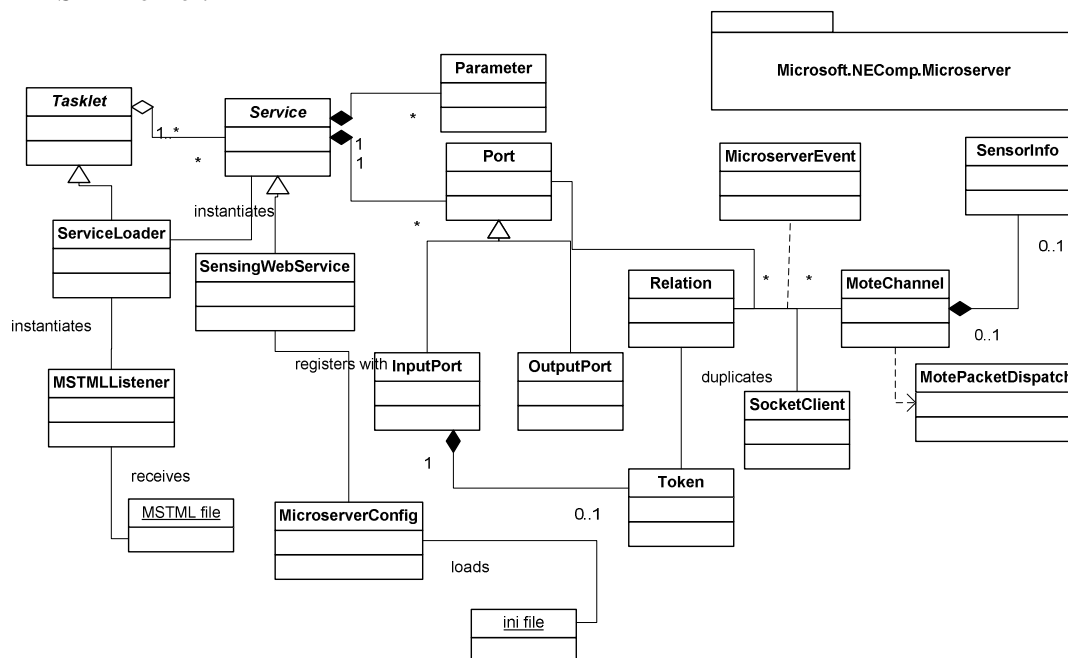 Microsoft.NEComp.Microserver
Parameter
Tasklet
Service
1..*
*
*
1
1
Port
MicroserverEvent
SensorInfo
instantiates
*
ServiceLoader
0..1
SensingWebService
Relation
*
*
MoteChannel
instantiates
0..1
registers with
InputPort
OutputPort
MSTMLListener
duplicates
MotePacketDispatch
SocketClient
1
receives
Token
MSTML file
MicroserverConfig
0..1
loads
ini file